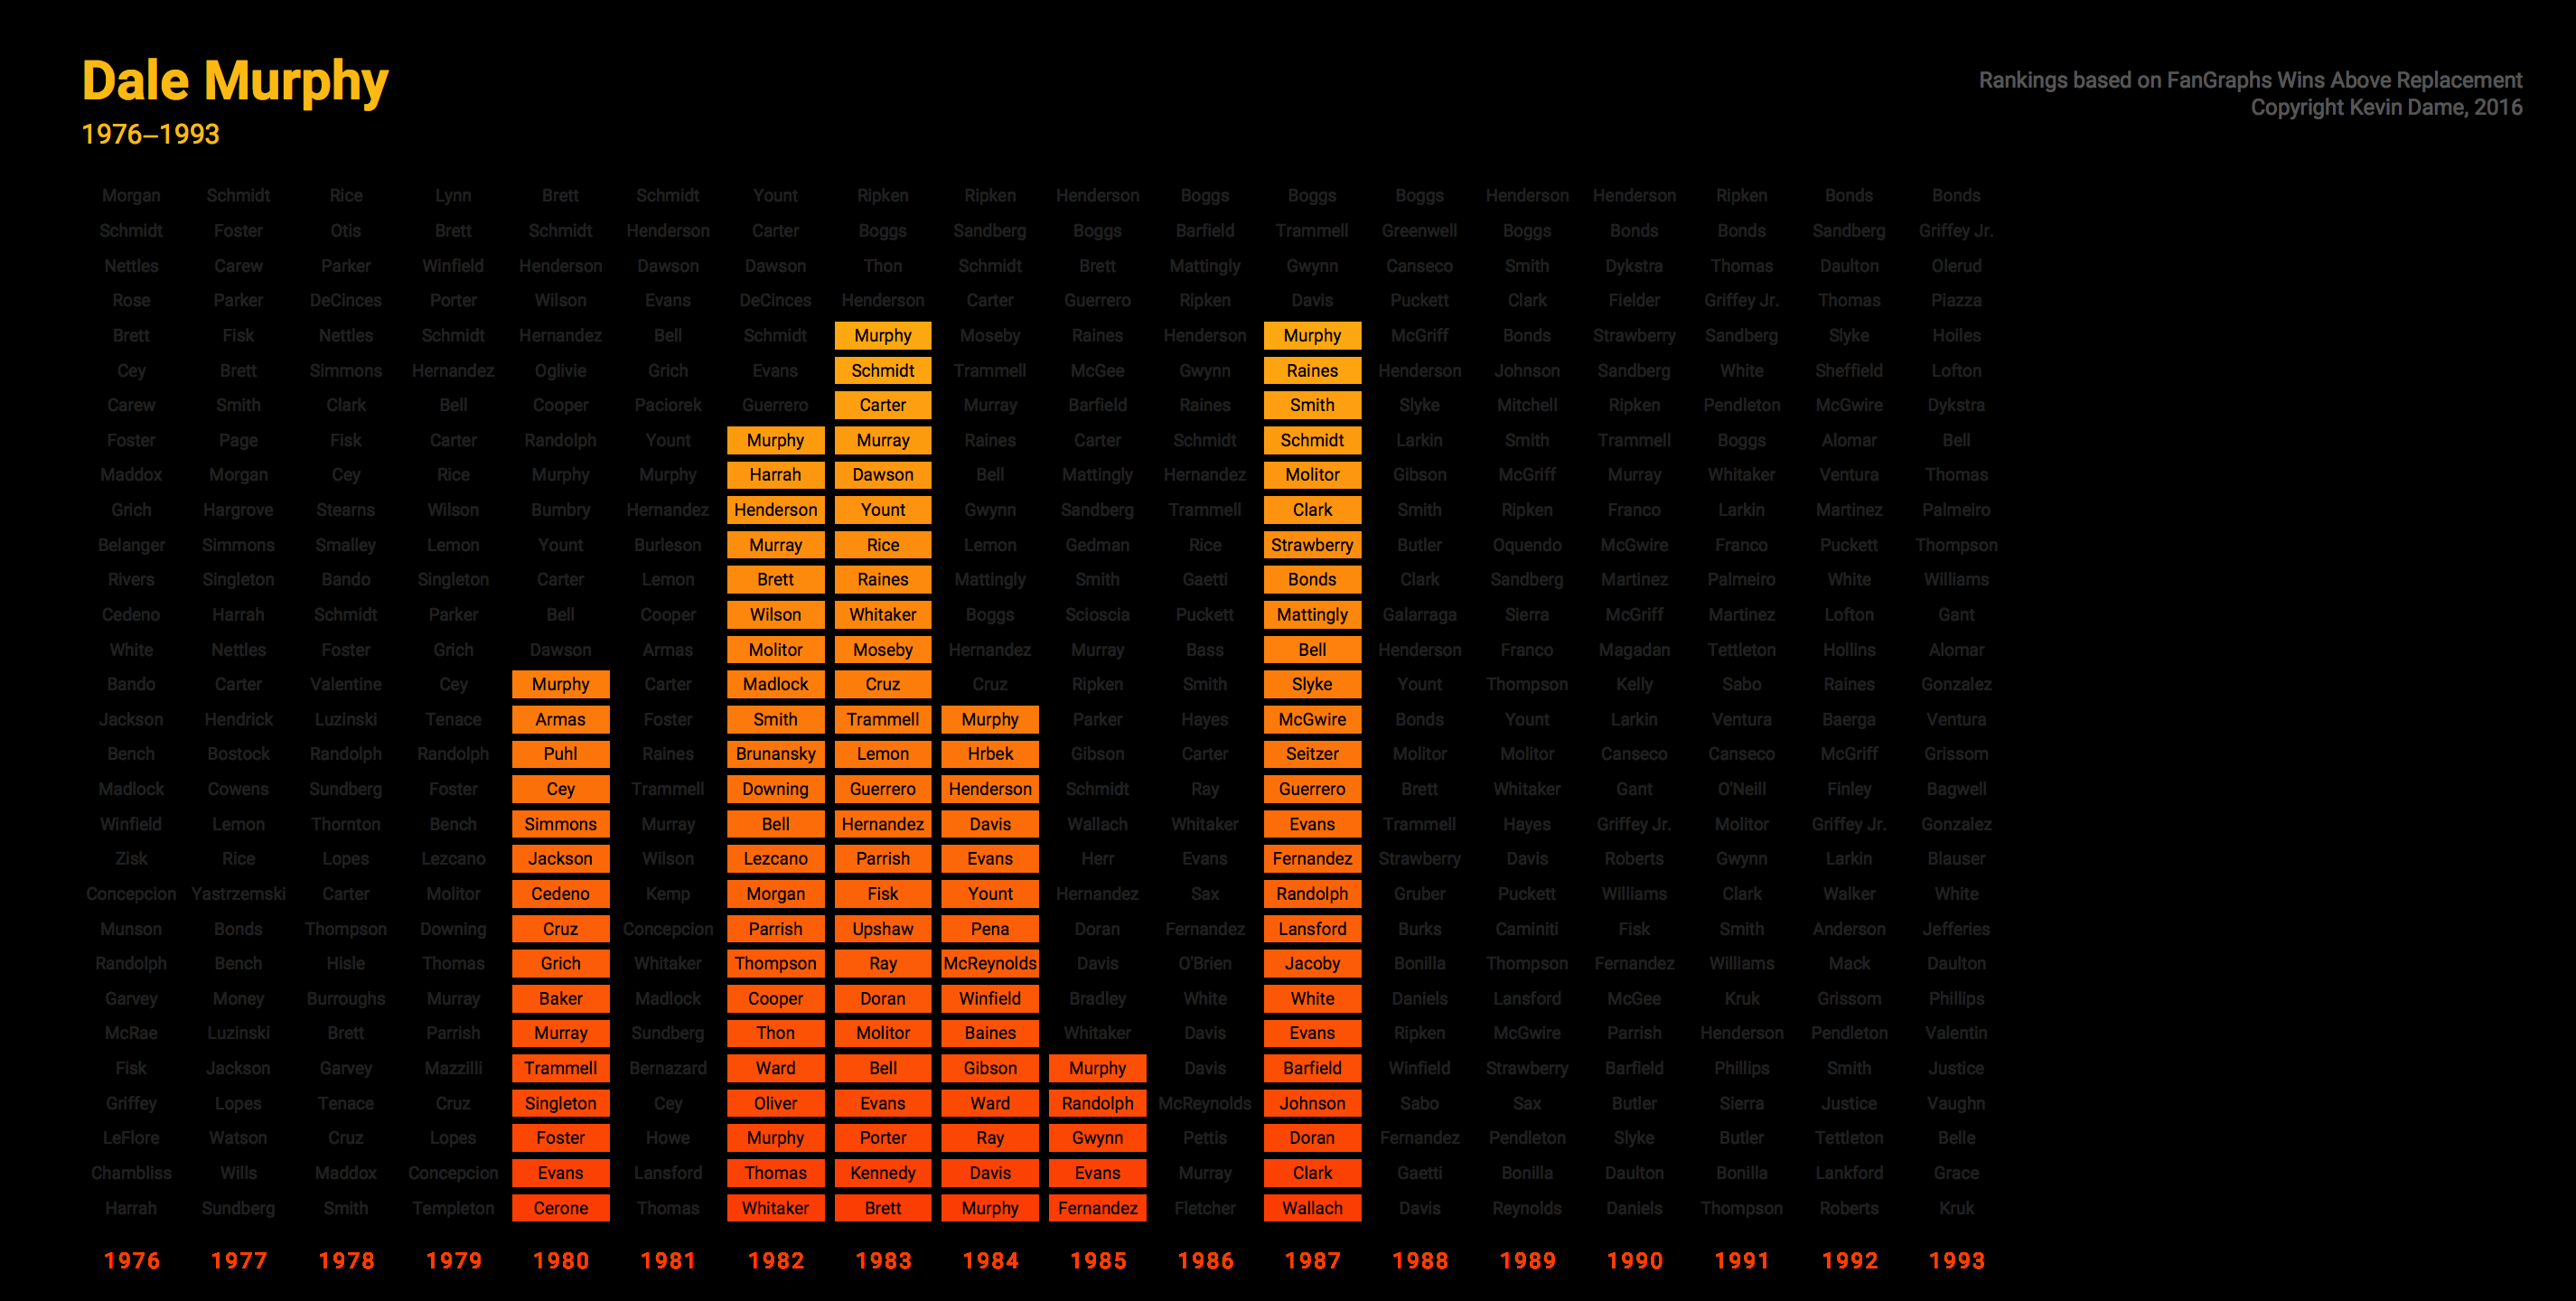 Dale Murphy
1976–1993
Rankings based on FanGraphs Wins Above Replacement
Copyright Kevin Dame, 2016
Morgan Schmidt Rice Lynn Brett Schmidt Yount Ripken Ripken Henderson Boggs Boggs Boggs Henderson Henderson Ripken Bonds Bonds
Schmidt Foster Otis Brett Schmidt Henderson Carter Boggs Sandberg Boggs Barfield Trammell Greenwell Boggs Bonds Bonds Sandberg Griffey Jr.
Nettles Carew Parker Winfield Henderson Dawson Dawson Thon Schmidt Brett Mattingly Gwynn Canseco Smith Dykstra Thomas Daulton Olerud
Rose Parker DeCinces Porter Wilson Evans DeCinces Henderson Carter Guerrero Ripken Davis Puckett Clark Fielder Griffey Jr. Thomas Piazza
Brett Fisk Nettles Schmidt Hernandez Bell Schmidt Murphy Moseby Raines Henderson Murphy McGriff Bonds Strawberry Sandberg Slyke Hoiles
Cey Brett Simmons Hernandez Oglivie Grich Evans Schmidt Trammell McGee Gwynn Raines Henderson Johnson Sandberg White Sheffield Lofton
Carew Smith Clark Bell Cooper Paciorek Guerrero Carter Murray Barfield Raines Smith Slyke Mitchell Ripken Pendleton McGwire Dykstra
Foster Page Fisk Carter Randolph Yount Murphy Murray Raines Carter Schmidt Schmidt Larkin Smith Trammell Boggs Alomar Bell
Maddox Morgan Cey Rice Murphy Murphy Harrah Dawson Bell Mattingly Hernandez Molitor Gibson McGriff Murray Whitaker Ventura Thomas
Grich Hargrove Stearns Wilson Bumbry Hernandez Henderson Yount Gwynn Sandberg Trammell Clark Smith Ripken Franco Larkin Martinez Palmeiro
Belanger Simmons Smalley Lemon Yount Burleson Murray Rice Lemon Gedman Rice Strawberry Butler Oquendo McGwire Franco Puckett Thompson
Rivers Singleton Bando Singleton Carter Lemon Brett Raines Mattingly Smith Gaetti Bonds Clark Sandberg Martinez Palmeiro White Williams
Cedeno Harrah Schmidt Parker Bell Cooper Wilson Whitaker Boggs Scioscia Puckett Mattingly Galarraga Sierra McGriff Martinez Lofton Gant
White Nettles Foster Grich Dawson Armas Molitor Moseby Hernandez Murray Bass Bell Henderson Franco Magadan Tettleton Hollins Alomar
Bando Carter Valentine Cey Murphy Carter Madlock Cruz Cruz Ripken Smith Slyke Yount Thompson Kelly Sabo Raines Gonzalez
Jackson Hendrick Luzinski Tenace Armas Foster Smith Trammell Murphy Parker Hayes McGwire Bonds Yount Larkin Ventura Baerga Ventura
Bench Bostock Randolph Randolph Puhl Raines Brunansky Lemon Hrbek Gibson Carter Seitzer Molitor Molitor Canseco Canseco McGriff Grissom
Madlock Cowens Sundberg Foster Cey Trammell Downing Guerrero Henderson Schmidt Ray Guerrero Brett Whitaker Gant O'Neill Finley Bagwell
Winfield Lemon Thornton Bench Simmons Murray Bell Hernandez Davis Wallach Whitaker Evans Trammell Hayes Griffey Jr. Molitor Griffey Jr. Gonzalez
Zisk Rice Lopes Lezcano Jackson Wilson Lezcano Parrish Evans Herr Evans Fernandez Strawberry Davis Roberts Gwynn Larkin Blauser
Concepcion Yastrzemski Carter Molitor Cedeno Kemp Morgan Fisk Yount Hernandez Sax Randolph Gruber Puckett Williams Clark Walker White
Munson Bonds Thompson Downing Cruz Concepcion Parrish Upshaw Pena Doran Fernandez Lansford Burks Caminiti Fisk Smith Anderson Jefferies
Randolph Bench Hisle Thomas Grich Whitaker Thompson Ray McReynolds Davis O'Brien Jacoby Bonilla Thompson Fernandez Williams Mack Daulton
Garvey Money Burroughs Murray Baker Madlock Cooper Doran Winfield Bradley White White Daniels Lansford McGee Kruk Grissom Phillips
McRae Luzinski Brett Parrish Murray Sundberg Thon Molitor Baines Whitaker Davis Evans Ripken McGwire Parrish Henderson Pendleton Valentin
Fisk Jackson Garvey Mazzilli Trammell Bernazard Ward Bell Gibson Murphy Davis Barfield Winfield Strawberry Barfield Phillips Smith Justice
Griffey Lopes Tenace Cruz Singleton Cey Oliver Evans Ward Randolph McReynolds Johnson Sabo Sax Butler Sierra Justice Vaughn
LeFlore Watson Cruz Lopes Foster Howe Murphy Porter Ray Gwynn Pettis Doran Fernandez Pendleton Slyke Butler Tettleton Belle
Chambliss Wills Maddox Concepcion Evans Lansford Thomas Kennedy Davis Evans Murray Clark Gaetti Bonilla Daulton Bonilla Lankford Grace
Harrah Sundberg Smith Templeton Cerone Thomas Whitaker Brett Murphy Fernandez Fletcher Wallach Davis Reynolds Daniels Thompson Roberts Kruk
1976 1977 1978 1979 1980 1981 1982 1983 1984 1985 1986 1987 1988 1989 1990 1991 1992 1993